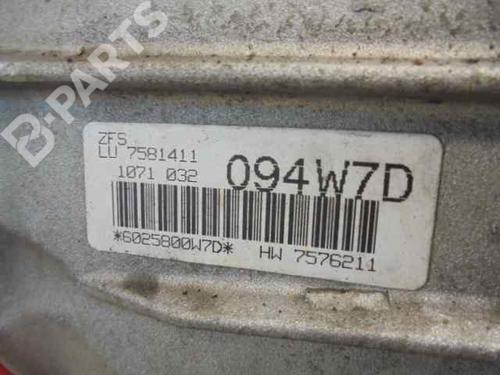 B-PARTS
ZFS
LU 7581411
1071 032
094W7D
*6025800W7D*
HW 7576211